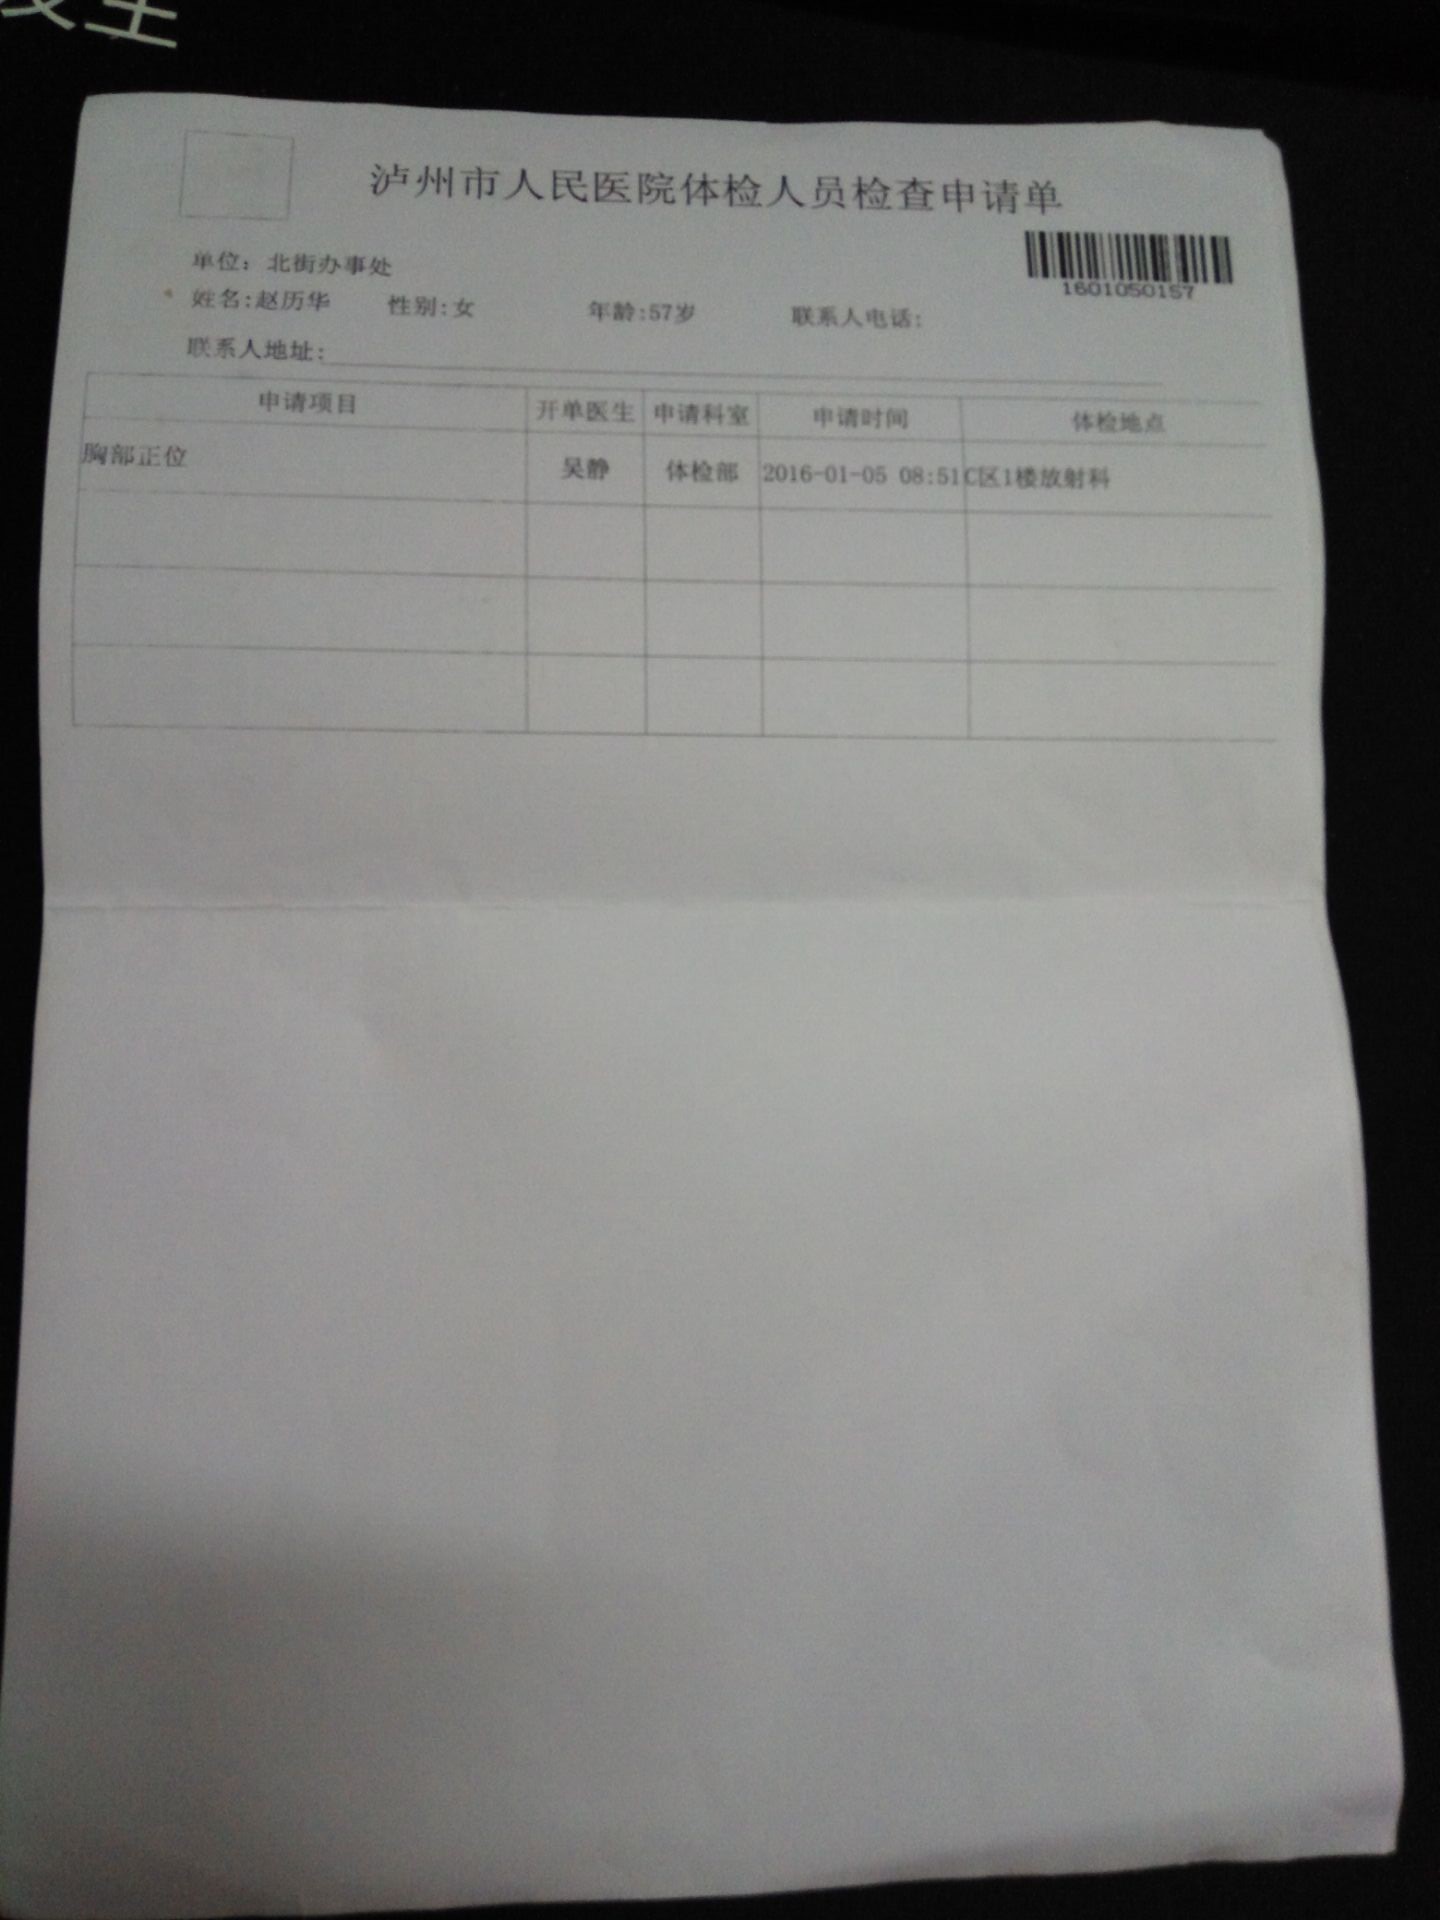 泸州市人民医院体检人员检查申请单
1601050157
单位: 北街办事处
姓名:赵历华 性别:女 年龄:57岁 联系人电话:
联系人地址:
申请项目 开单医生 申请科室 申请时间 体检地点
胸部正位 吴静 体检部 2016-01-05 08:51 C区1楼放射科